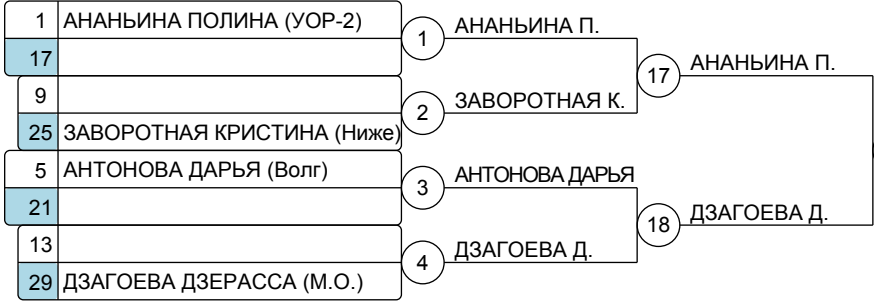 1 АНАНЬИНА ПОЛИНА (УОР-2)
17
9
25 ЗАВОРОТНАЯ КРИСТИНА (Ниже)
5 АНТОНОВА ДАРЬЯ (Волг)
21
13
29 ДЗАГОЕВА ДЗЕРАССА (М.О.)
1 АНАНЬИНА П.
2 ЗАВОРОТНАЯ К.
3 АНТОНОВА ДАРЬЯ
4 ДЗАГОЕВА Д.
17 АНАНЬИНА П.
18 ДЗАГОЕВА Д.